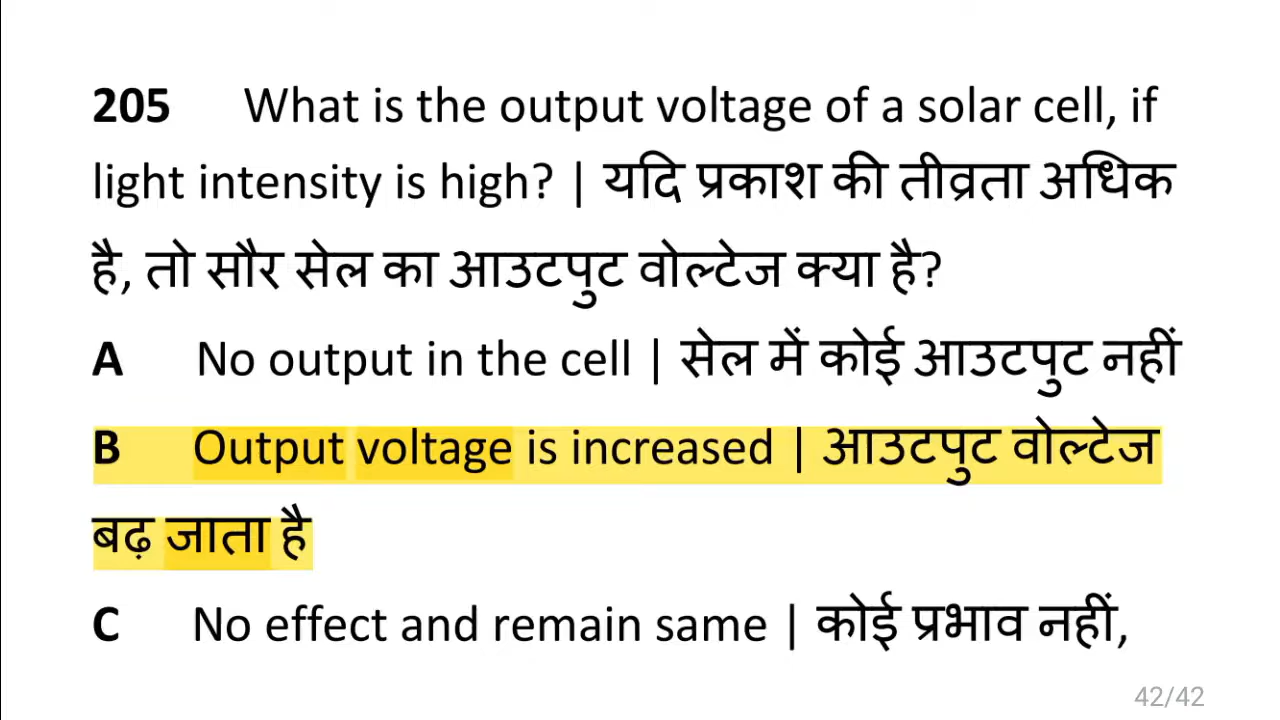 205 What is the output voltage of a solar cell, if
light intensity is high? | यदि प्रकाश की तीव्रता अधिक
है, तो सौर सेल का आउटपुट वोल्टेज क्या है?
A No output in the cell | सेल में कोई आउटपुट नहीं
B Output voltage is increased | आउटपुट वोल्टेज
बढ़ जाता है
C No effect and remain same | कोई प्रभाव नहीं,
42/42